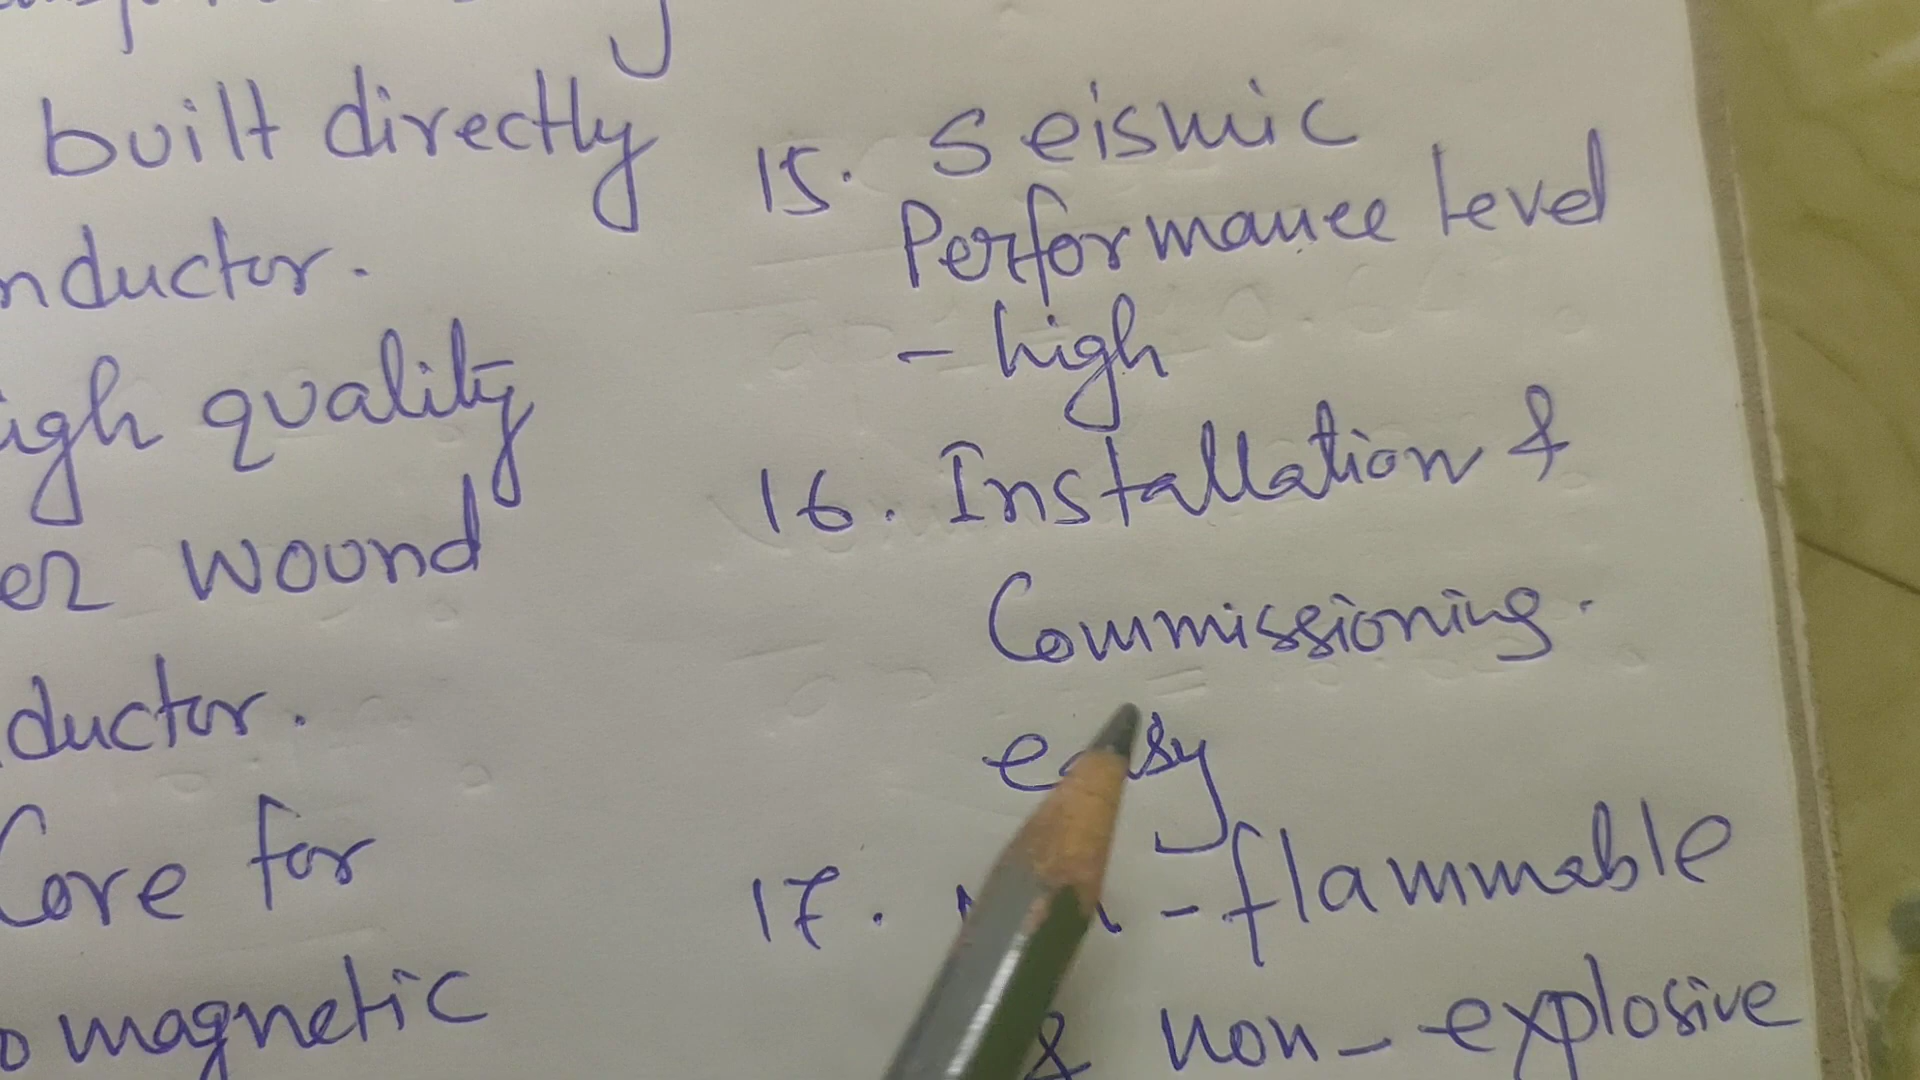 built directly
nductor.
igh quality
er wound
ductor.
Core for
o magnetic
15. Seismic
Performance level
- high
16. Installation &
Commissioning.
easy
17. -flammable
& non-explosive